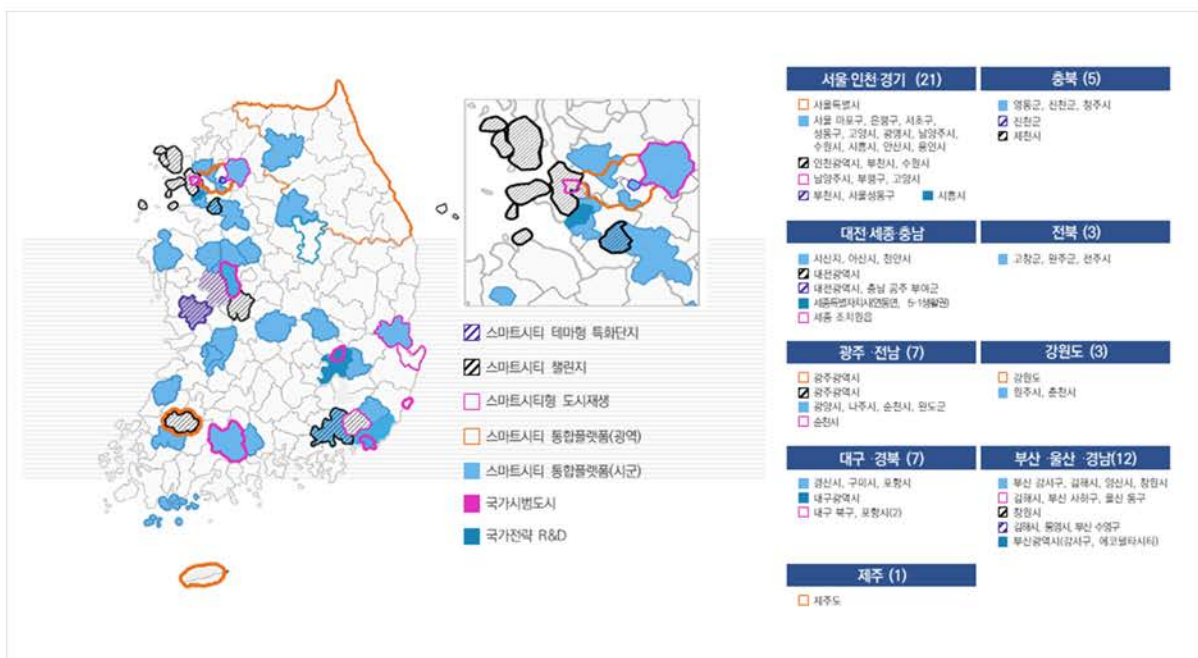 스마트시티 테마형 특화단지
스마트시티 챌린지
스마트시티형 도시재생
스마트시티 통합플랫폼(광역)
스마트시티 통합플랫폼(시군)
국가시범도시
국가전략 R&D
서울·인천·경기 (21)
서울특별시
서울 마포구, 은평구, 서초구,
성동구, 고양시, 광명시, 남양주시,
수원시, 시흥시, 안산시, 용인시
인천광역시, 부천시, 수원시
남양주시, 부평구, 고양시
부천시, 서울성동구
시흥시
충북 (5)
영동군, 진천군, 청주시
진천군
제천시
대전·세종·충남
서산시, 아산시, 천안시
대전광역시
대전광역시, 충남 공주 부여군
세종특별자치시(연동면, 5-1생활권)
세종 조치원읍
전북 (3)
고창군, 완주군, 전주시
광주 ·전남 (7)
광주광역시
광주광역시
광양시, 나주시, 순천시, 완도군
순천시
강원도 (3)
강원도
원주시, 춘천시
대구 ·경북 (7)
경산시, 구미시, 포항시
대구광역시
대구 북구, 포항시(2)
부산 ·울산 ·경남(12)
부산 강서구, 김해시, 양산시, 창원시
김해시, 부산 사하구, 울산 동구
창원시
김해시, 통영시, 부산 수영구
부산광역시(강서구, 에코델타시티)
제주 (1)
제주도